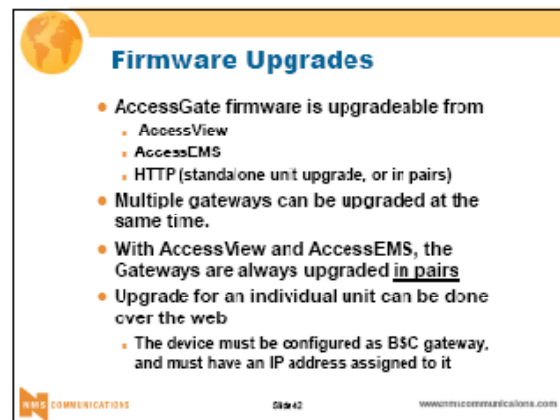 Firmware Upgrades
AccessGate firmware is upgradeable from
AccessView
AccessEMS
HTTP (standalone unit upgrade, or in pairs)
Multiple gateways can be upgraded at the
same time.
With AccessView and AccessEMS, the
Gateways are always upgraded in pairs
Upgrade for an individual unit can be done
over the web
The device must be configured as BSC gateway,
and must have an IP address assigned to it
NMS COMMUNICATIONS
Slide 42
www.nmscommunications.com